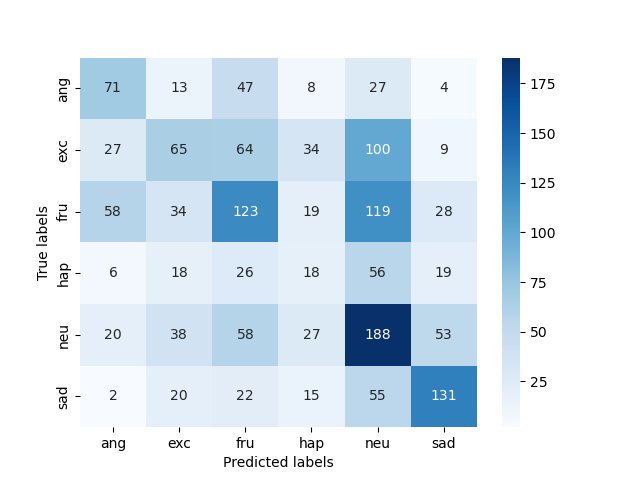 ang 71 13 47 8 27 4
exc 27 65 64 34 100 9
fru 58 34 123 19 119 28
hap 6 18 26 18 56 19
neu 20 38 58 27 188 53
sad 2 20 22 15 55 131
ang exc fru hap neu sad
Predicted labels
True labels
175
150
125
100
75
50
25